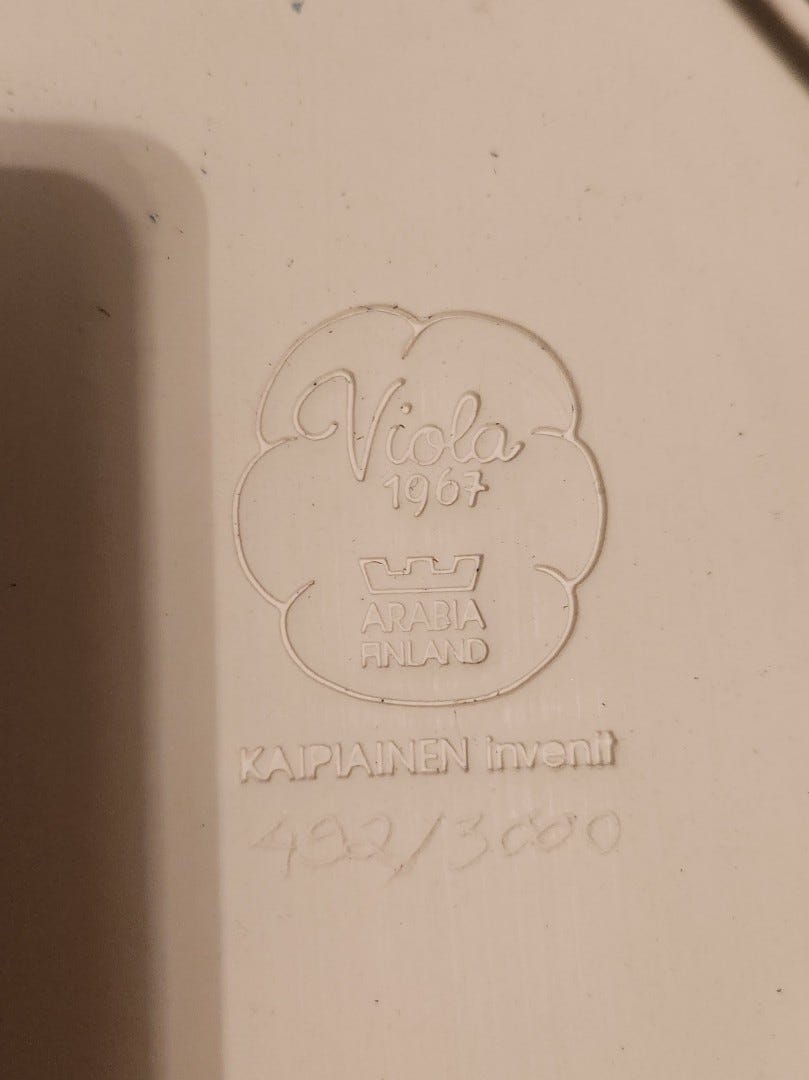 Viola
1967
ARABIA
FINLAND
KAIPIAINEN invenit
492/3000